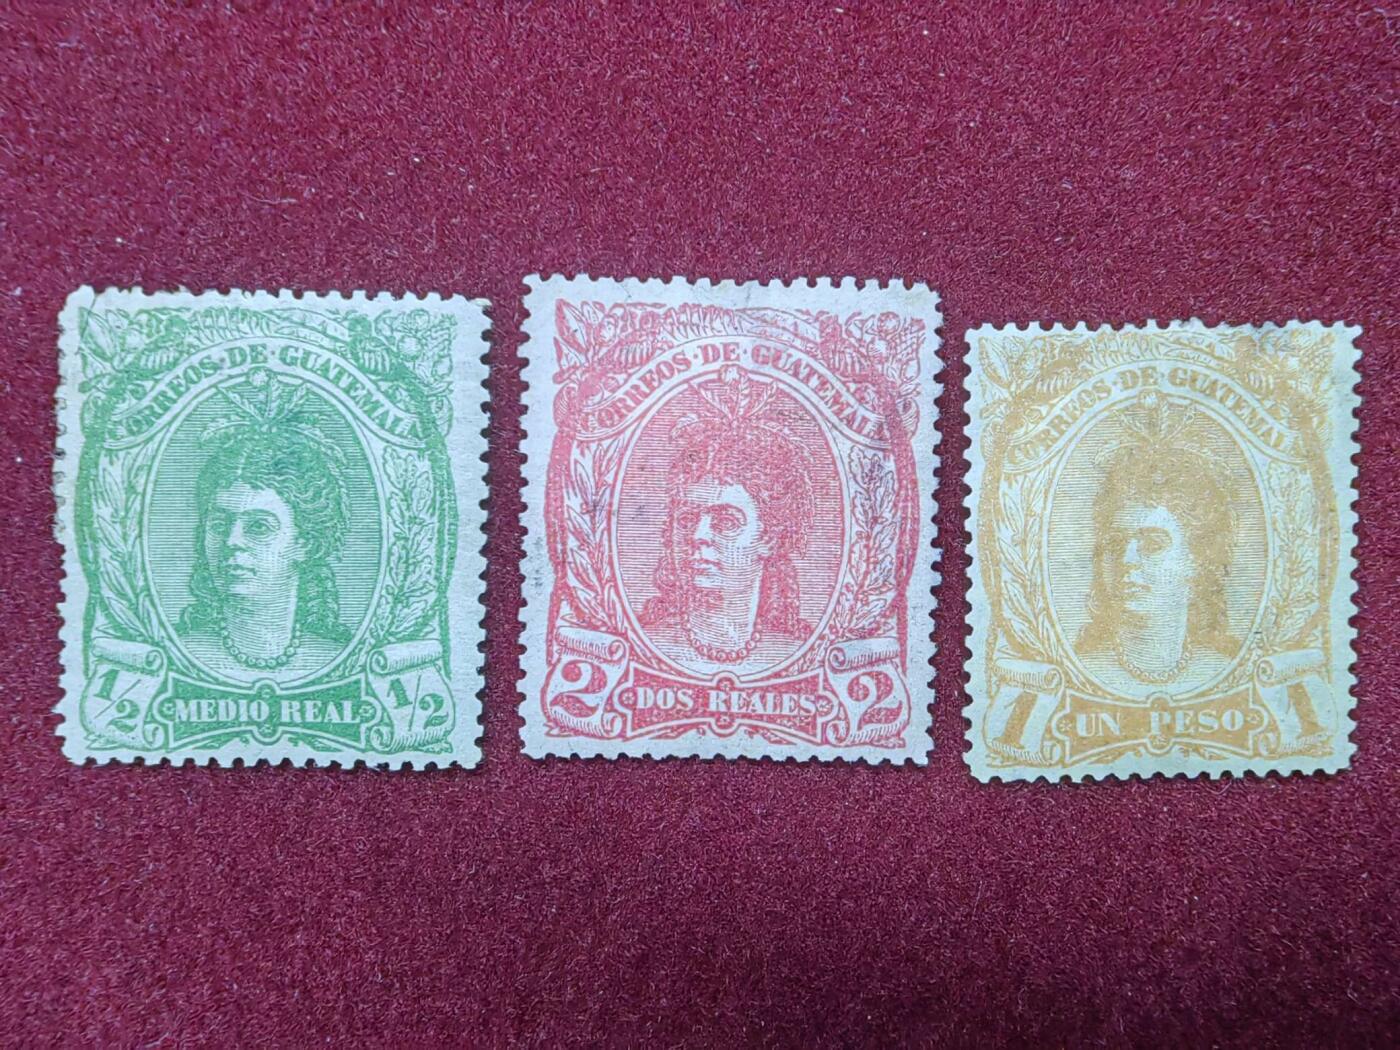 CORREOS·DE·GUATEMALA
1/2 MEDIO REAL 1/2
CORREOS·DE·GUATEMALA
2 DOS REALES 2
CORREOS·DE·GUATEMALA
1 UN PESO 1